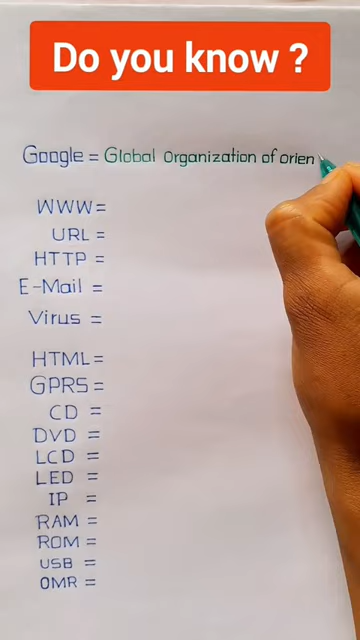 Do you know ?
Google = Global Organization of orien
WWW =
URL =
HTTP =
E-Mail =
Virus =
HTML =
GPRS =
CD =
DVD =
LCD =
LED =
IP =
RAM =
ROM =
USB =
OMR =